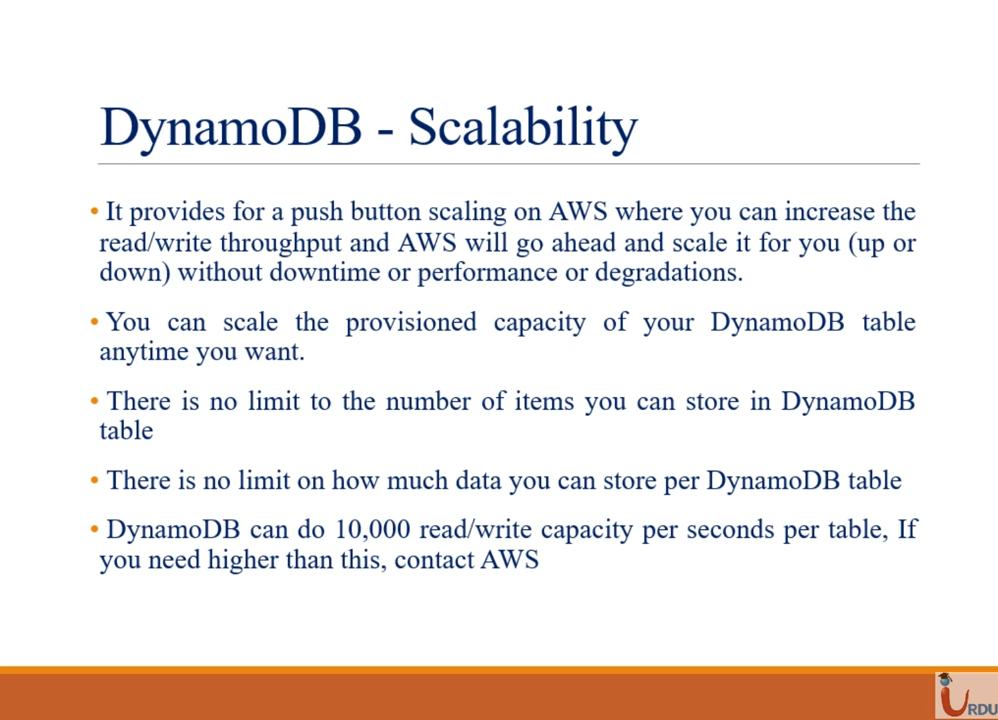 DynamoDB - Scalability
• It provides for a push button scaling on AWS where you can increase the
read/write throughput and AWS will go ahead and scale it for you (up or
down) without downtime or performance or degradations.
• You can scale the provisioned capacity of your DynamoDB table
anytime you want.
• There is no limit to the number of items you can store in DynamoDB
table
• There is no limit on how much data you can store per DynamoDB table
• DynamoDB can do 10,000 read/write capacity per seconds per table, If
you need higher than this, contact AWS
iURDU